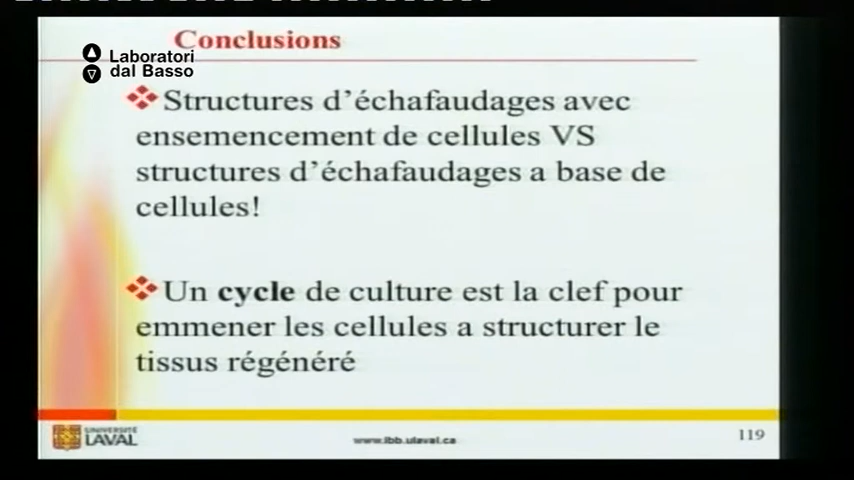 Conclusions
Laboratori
dal Basso
Structures d'échafaudages avec
ensemencement de cellules VS
structures d'échafaudages a base de
cellules!
Un cycle de culture est la clef pour
emmener les cellules a structurer le
tissus régénéré
UNIVERSITÉ
LAVAL
www.lbb.ulaval.ca
119